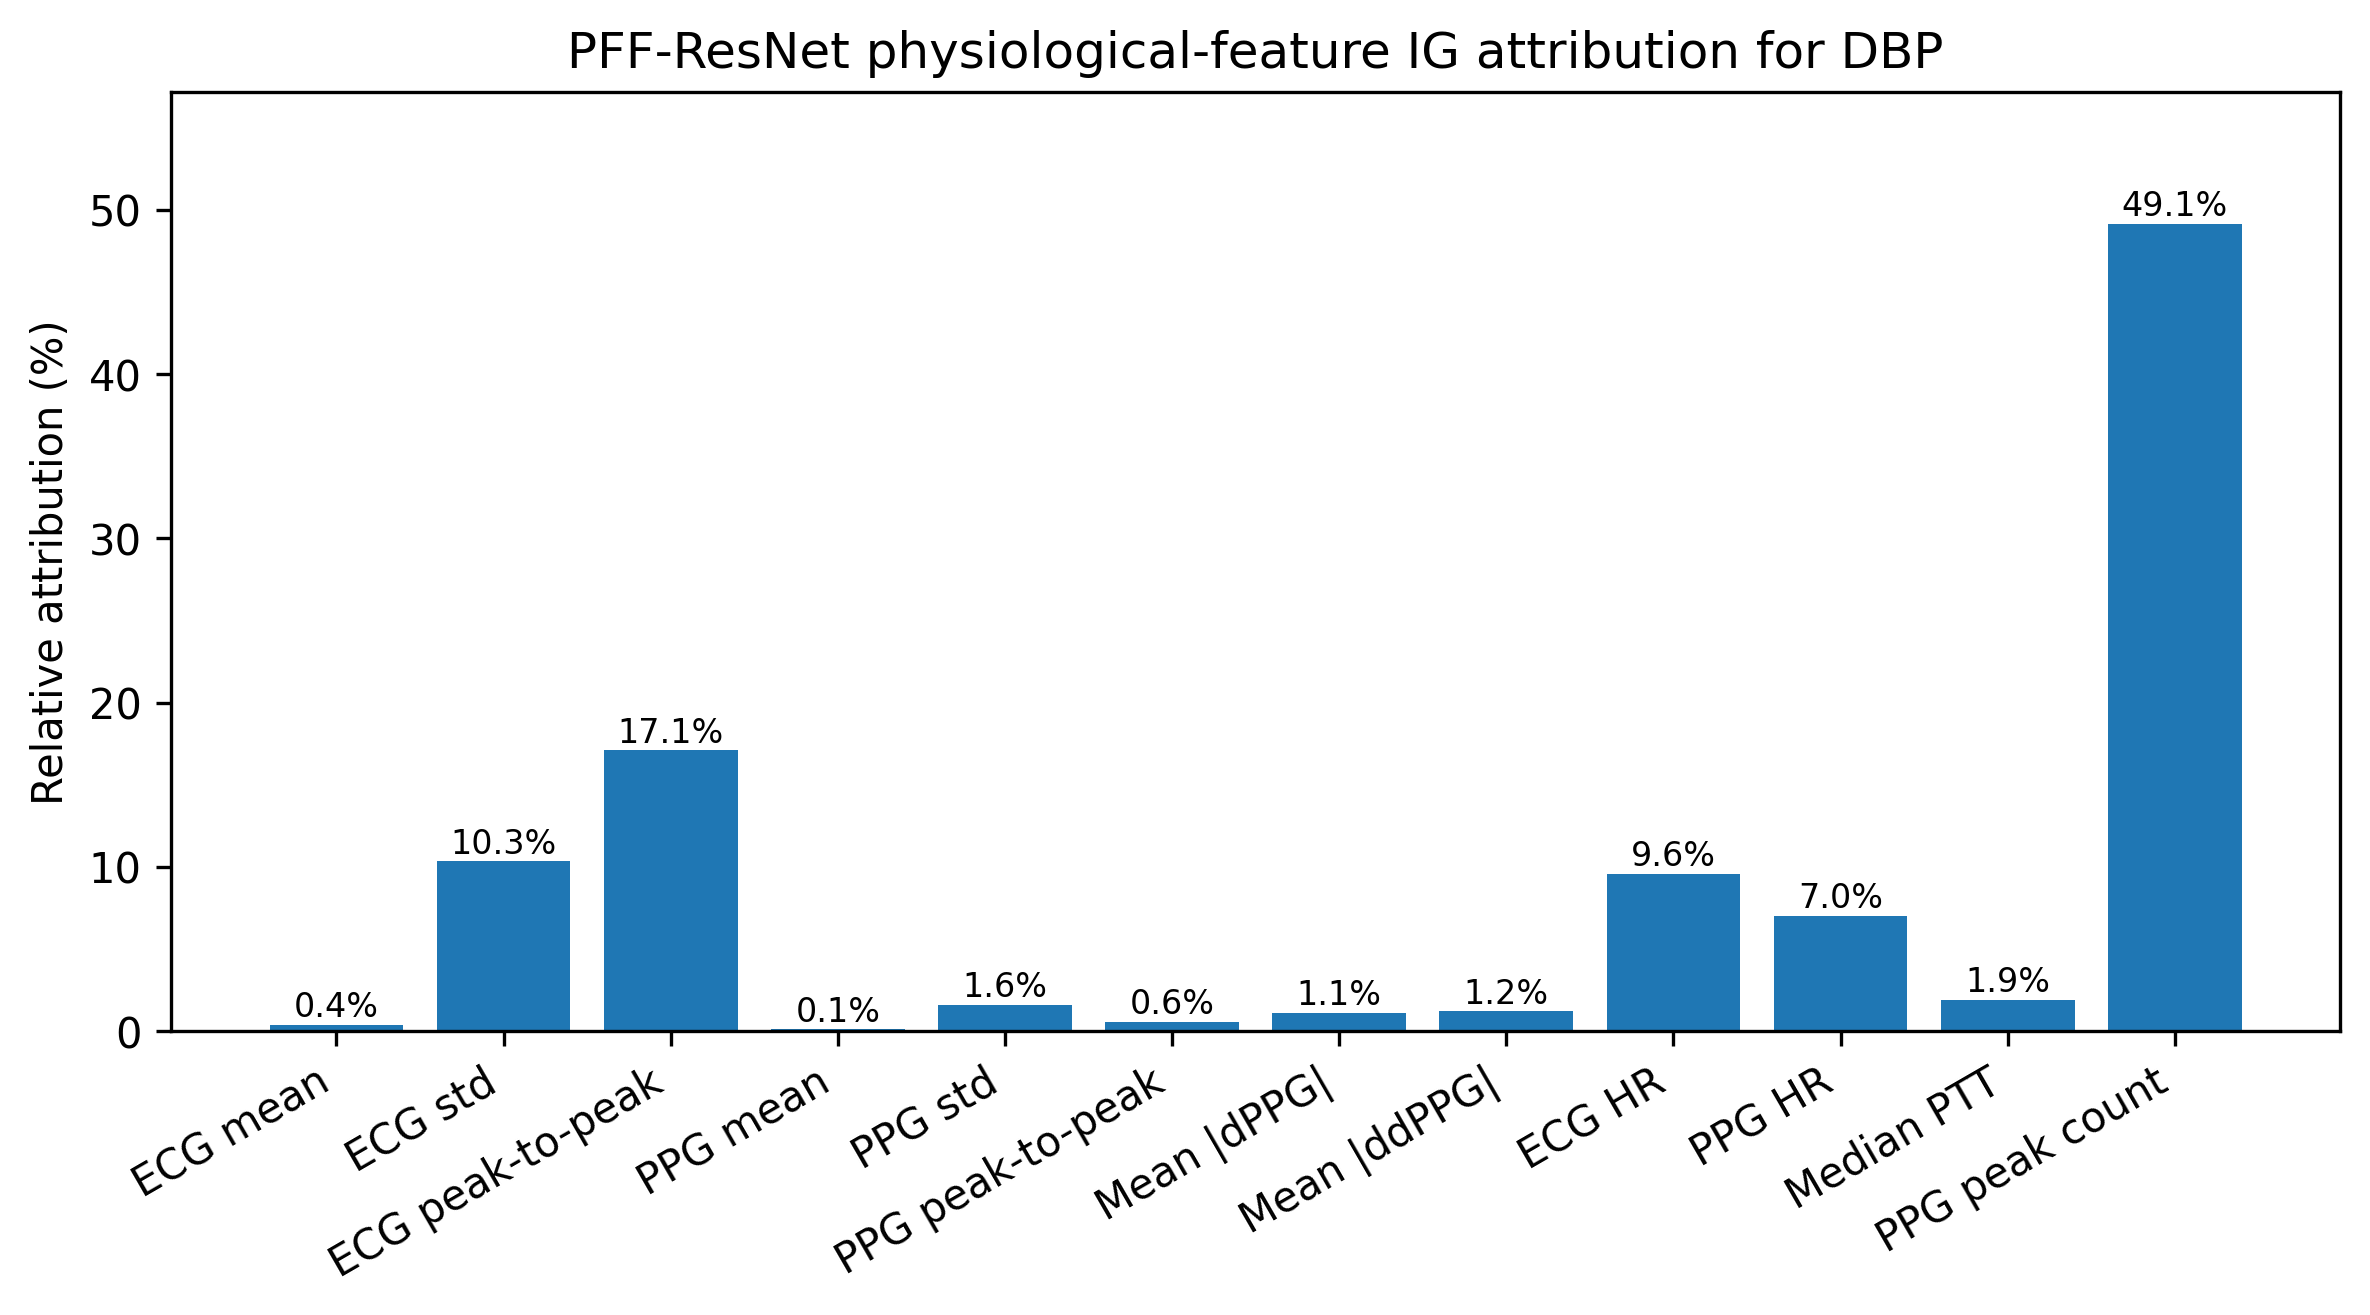 PFF-ResNet physiological-feature IG attribution for DBP
Relative attribution (%)
50
40
30
20
10
0
0.4%
10.3%
17.1%
0.1%
1.6%
0.6%
1.1%
1.2%
9.6%
7.0%
1.9%
49.1%
ECG mean
ECG std
ECG peak-to-peak
PPG mean
PPG std
PPG peak-to-peak
Mean |dPPG|
Mean |ddPPG|
ECG HR
PPG HR
Median PTT
PPG peak count